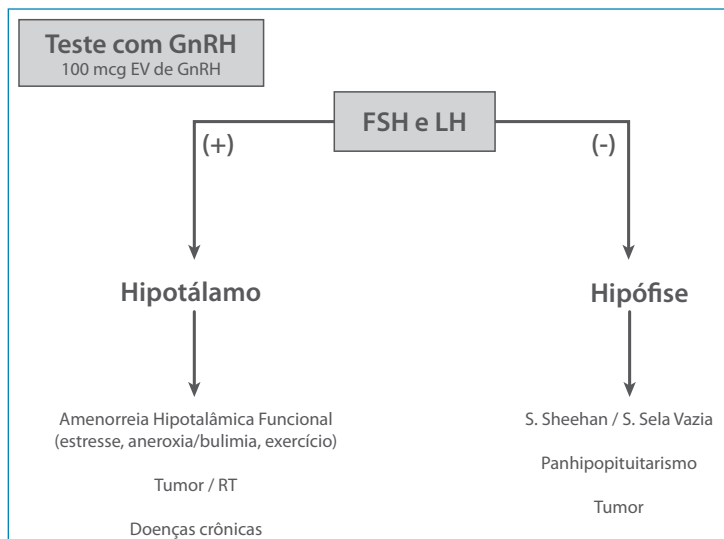 Teste com GnRH
100 mcg EV de GnRH
FSH e LH
(+)
(-)
Hipotálamo
Hipófise
Amenorreia Hipotalâmica Funcional
(estresse, aneroxia/bulimia, exercício)
Tumor / RT
Doenças crônicas
S. Sheehan / S. Sela Vazia
Panhipopituitarismo
Tumor